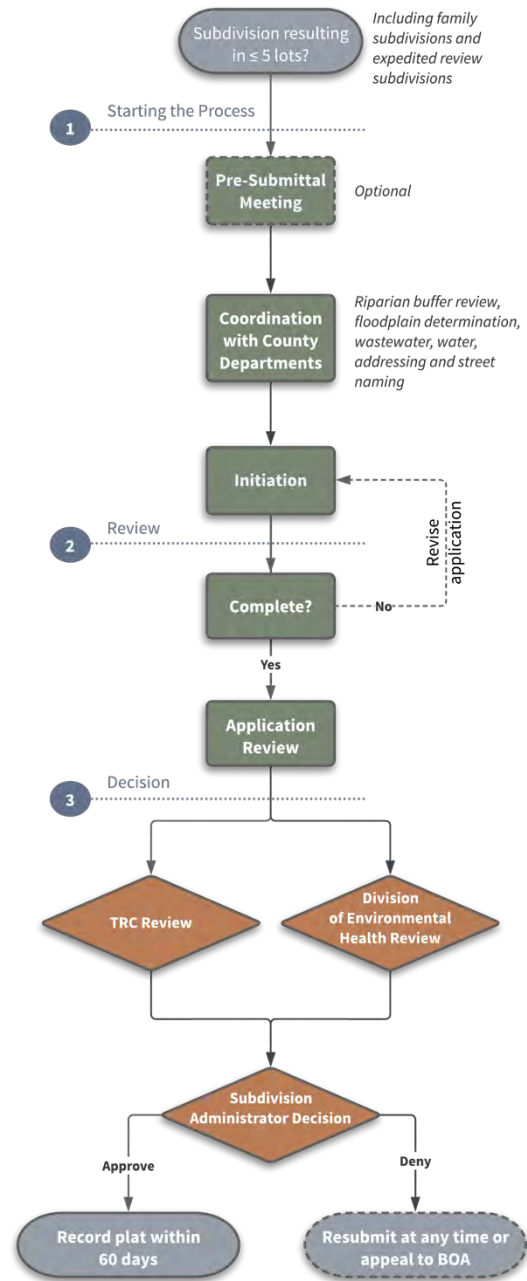 Subdivision resulting
in ≤ 5 lots?
Including family
subdivisions and
expedited review
subdivisions
1
Starting the Process
Pre-Submittal
Meeting
Optional
Coordination
with County
Departments
Riparian buffer review,
floodplain determination,
wastewater, water,
addressing and street
naming
Initiation
Revise
application
2
Review
Complete?
No
Yes
Application
Review
3
Decision
TRC Review
Division
of Environmental
Health Review
Subdivision
Administrator Decision
Approve
Deny
Record plat within
60 days
Resubmit at any time or
appeal to BOA